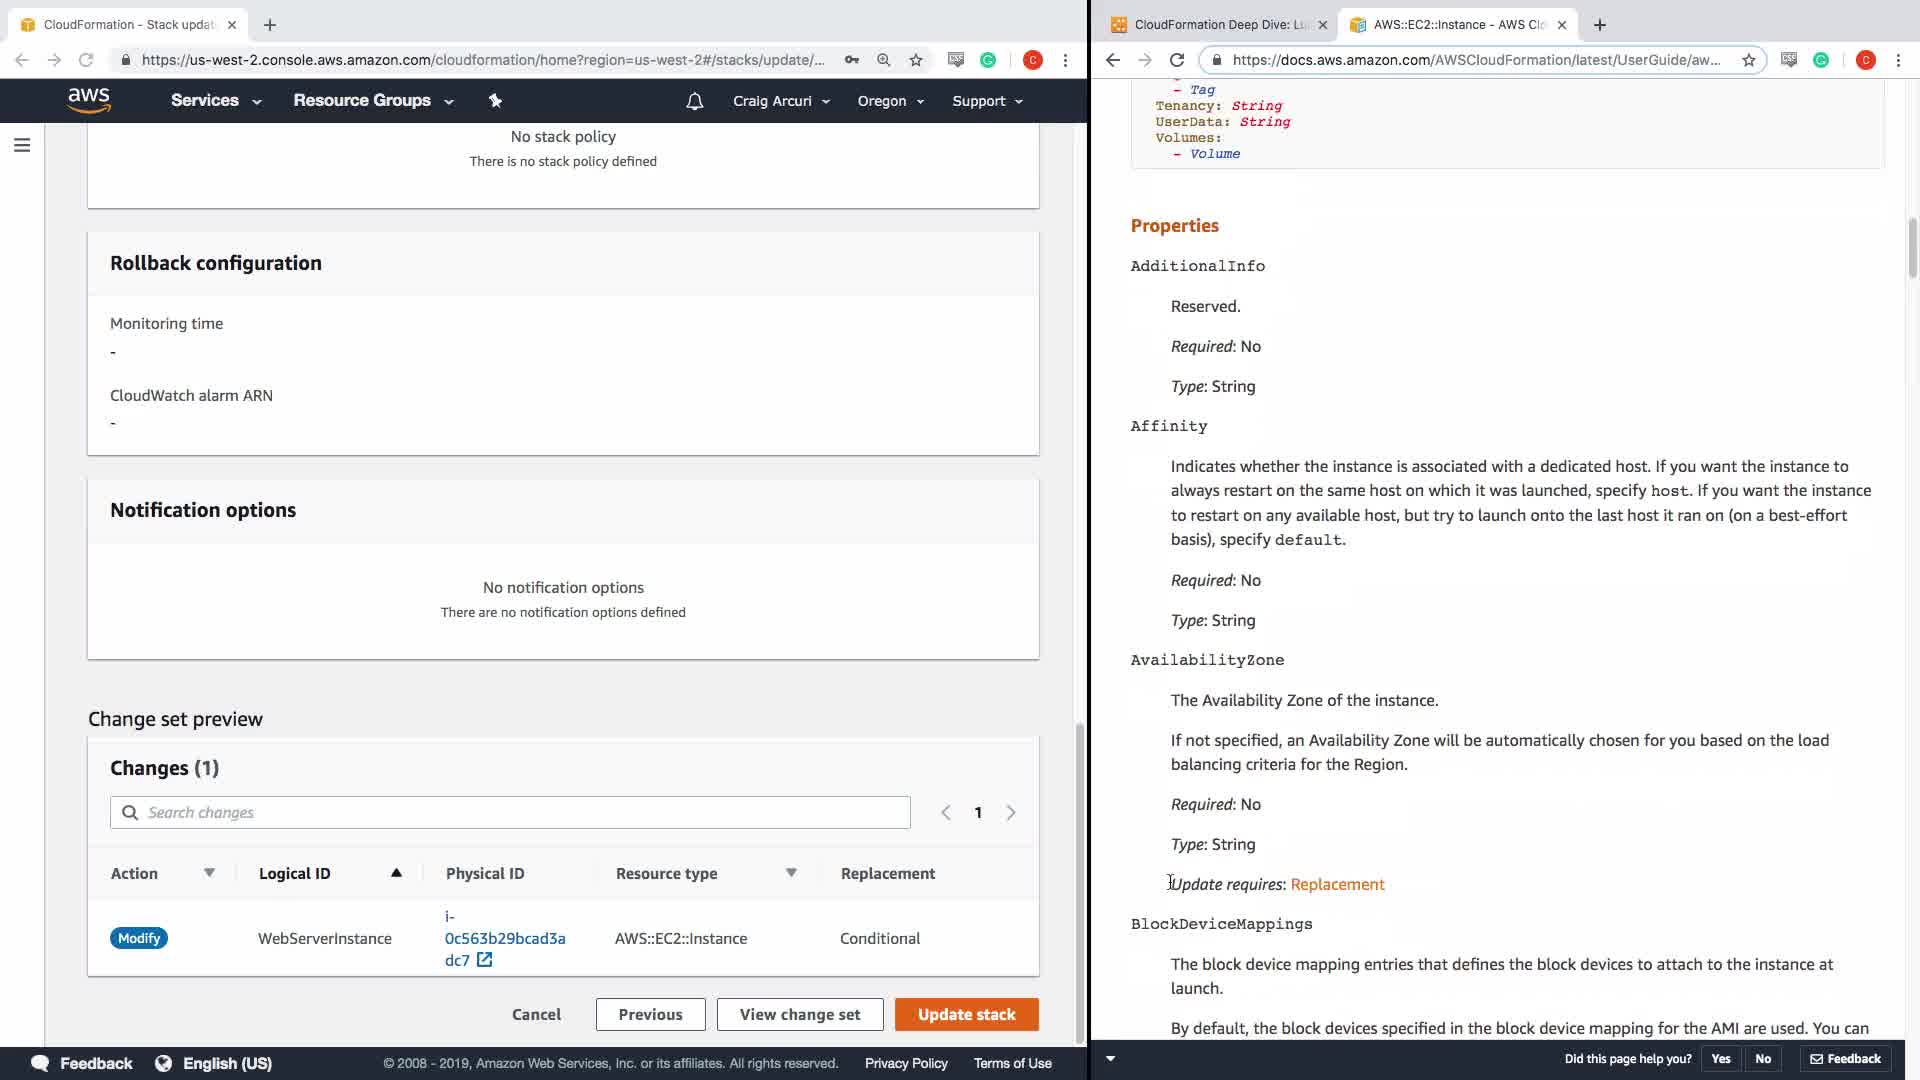 CloudFormation - Stack updat
https://us-west-2.console.aws.amazon.com/cloudformation/home?region=us-west-2#/stacks/update/...
aws
Services
Resource Groups
Craig Arcuri
Oregon
Support
No stack policy
There is no stack policy defined
Rollback configuration
Monitoring time
-
CloudWatch alarm ARN
-
Notification options
No notification options
There are no notification options defined
Change set preview
Changes (1)
Search changes
1
Action
Logical ID
Physical ID
Resource type
Replacement
Modify
WebServerInstance
i-
0c563b29bcad3a
dc7
AWS::EC2::Instance
Conditional
Cancel
Previous
View change set
Update stack
Feedback
English (US)
© 2008 - 2019, Amazon Web Services, Inc. or its affiliates. All rights reserved.
Privacy Policy
Terms of Use
CloudFormation Deep Dive: Lu
AWS::EC2::Instance - AWS Clo
https://docs.aws.amazon.com/AWSCloudFormation/latest/UserGuide/aw...
C
C
- Tag
Tenancy: String
UserData: String
Volumes:
- Volume
Properties
AdditionalInfo
Reserved.
Required: No
Type: String
Affinity
Indicates whether the instance is associated with a dedicated host. If you want the instance to
always restart on the same host on which it was launched, specify host. If you want the instance
to restart on any available host, but try to launch onto the last host it ran on (on a best-effort
basis), specify default.
Required: No
Type: String
AvailabilityZone
The Availability Zone of the instance.
If not specified, an Availability Zone will be automatically chosen for you based on the load
balancing criteria for the Region.
Required: No
Type: String
Update requires: Replacement
BlockDeviceMappings
The block device mapping entries that defines the block devices to attach to the instance at
launch.
By default, the block devices specified in the block device mapping for the AMI are used. You can
Did this page help you?
Yes
No
Feedback